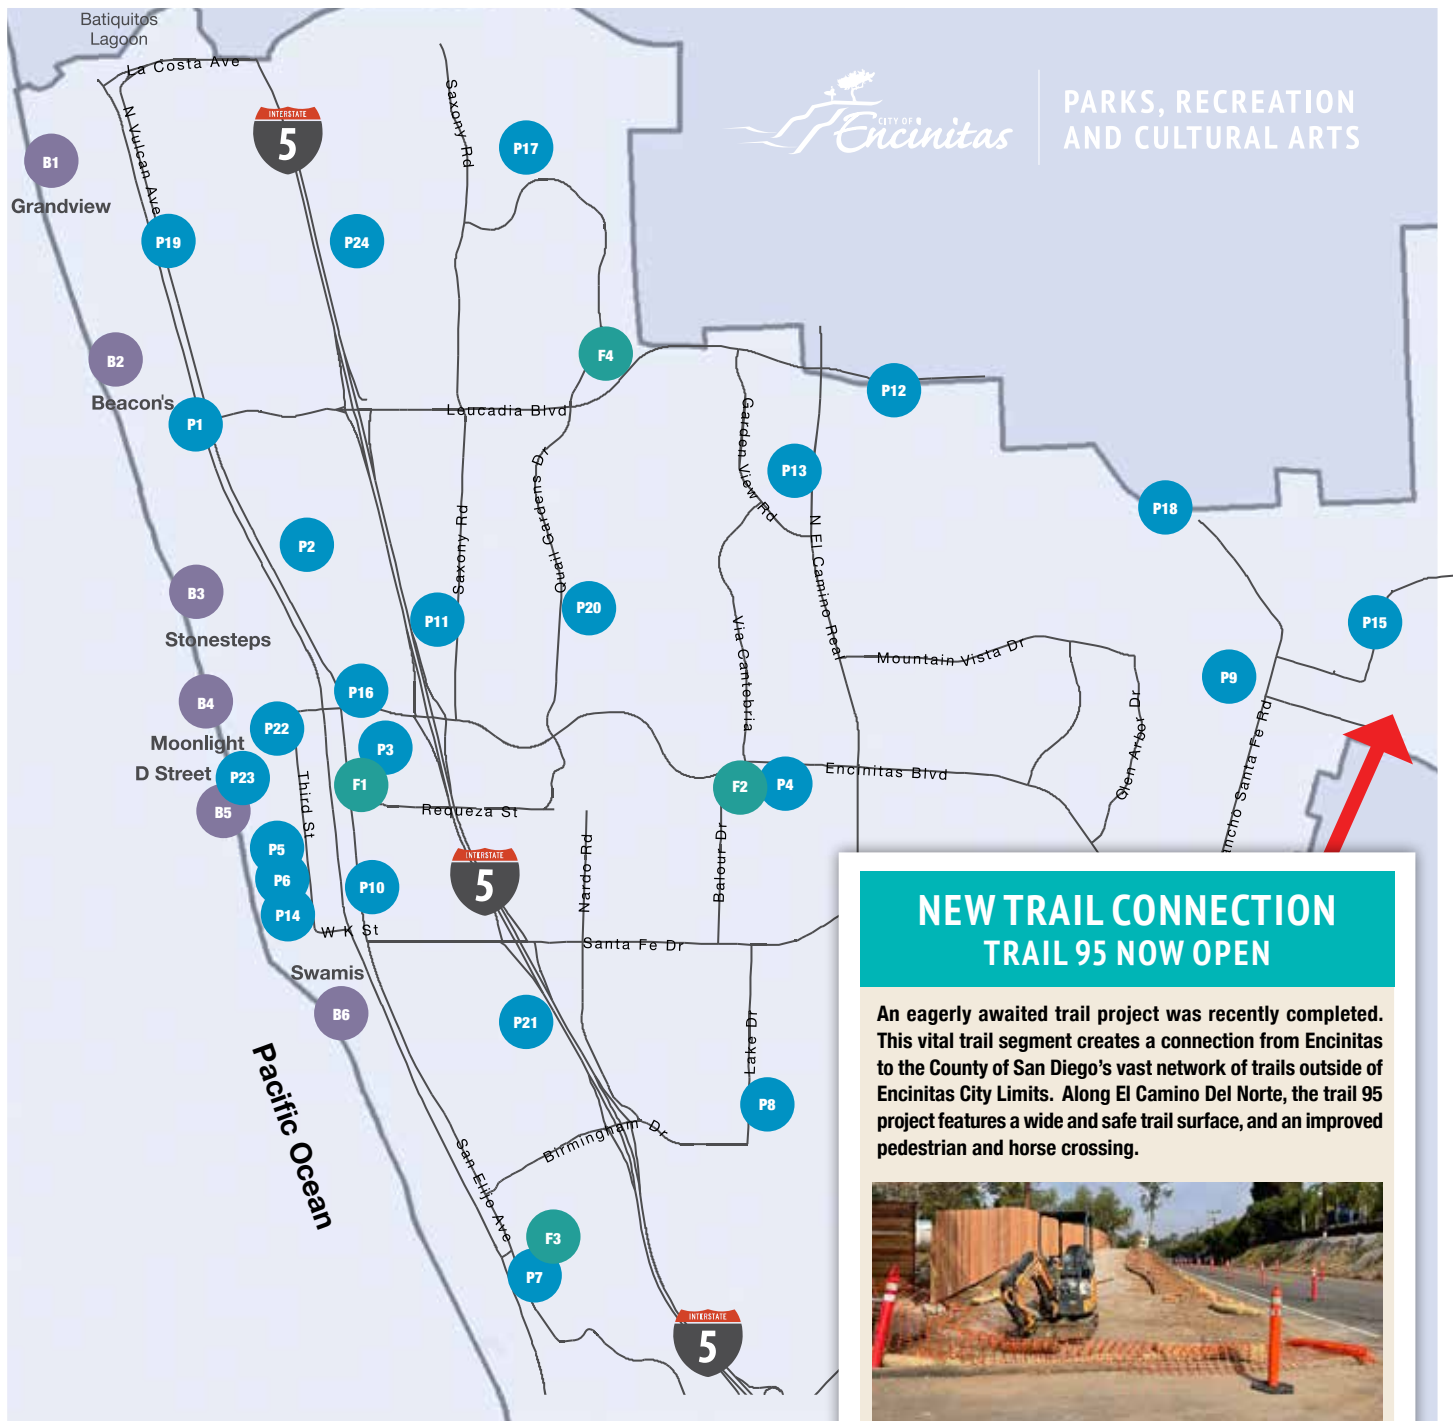 Batiquitos
Lagoon
La Costa Ave
N Vulcan Ave
INTERSTATE
5
Saxony Rd
P17
CITY OF
Encinitas
PARKS, RECREATION
AND CULTURAL ARTS
B1
Grandview
P19
P24
B2
Beacon's
F4
P12
P1
Leucadia Blvd
Garden View Rd
P13
Quail Gardens Dr
P18
P2
Saxony Rd
N El Camino Real
B3
Stonesteps
P11
P20
P15
Via Cantebria
Mountain Vista Dr
P9
B4
Moonlight
P16
P22
P3
Glen Arbor Dr
D Street
P23
F1
F2
P4
Encinitas Blvd
B5
Third St
Requeza St
ancho Santa Fe Rd
P5
P6
P14
P10
INTERSTATE
5
Nardo Rd
Balour Dr
W K St
Santa Fe Dr
Swamis
B6
P21
Lake Dr
P8
Pacific Ocean
Birmingham Dr
San Elijo Ave
F3
P7
INTERSTATE
5
NEW TRAIL CONNECTION
TRAIL 95 NOW OPEN
An eagerly awaited trail project was recently completed.
This vital trail segment creates a connection from Encinitas
to the County of San Diego's vast network of trails outside of
Encinitas City Limits. Along El Camino Del Norte, the trail 95
project features a wide and safe trail surface, and an improved
pedestrian and horse crossing.